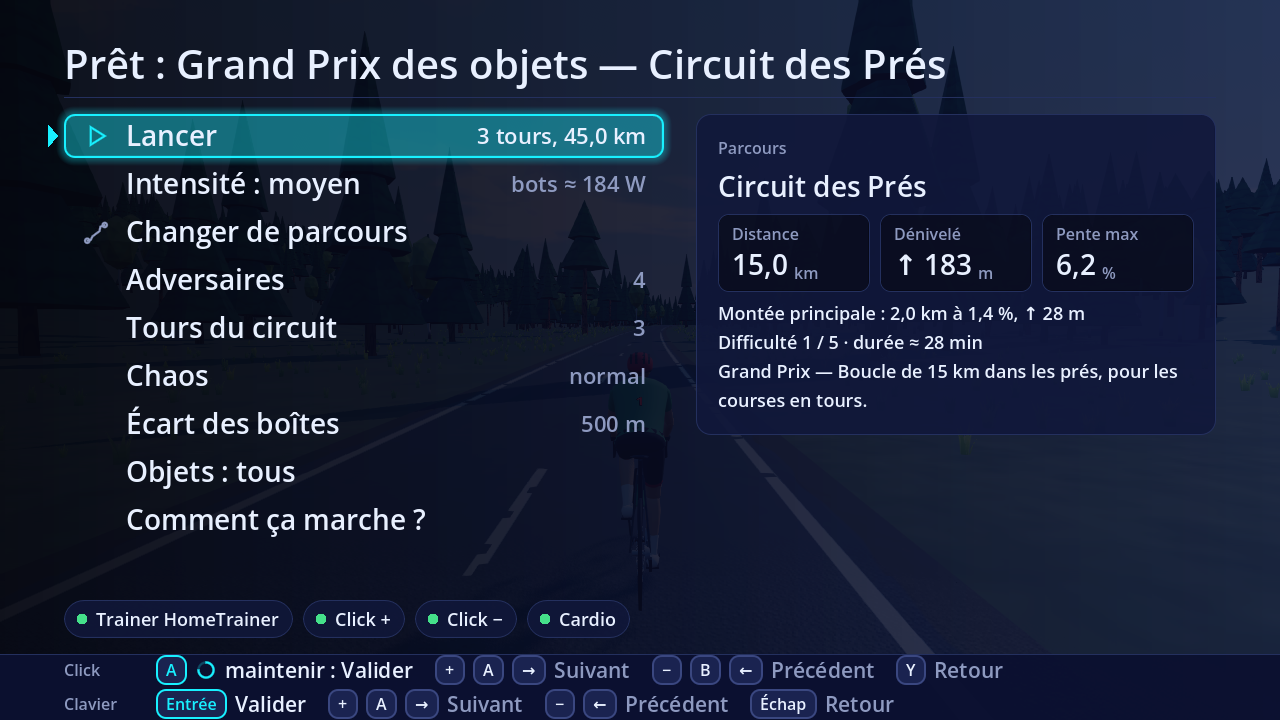 Prêt : Grand Prix des objets — Circuit des Prés
Lancer 3 tours, 45,0 km
Intensité : moyen bots ≈ 184 W
Changer de parcours
Adversaires 4
Tours du circuit 3
Chaos normal
Écart des boîtes 500 m
Objets : tous
Comment ça marche ?
Parcours
Circuit des Prés
Distance Dénivelé Pente max
15,0 km ↑ 183 m 6,2 %
Montée principale : 2,0 km à 1,4 %, ↑ 28 m
Difficulté 1 / 5 · durée ≈ 28 min
Grand Prix — Boucle de 15 km dans les prés, pour les
courses en tours.
Trainer HomeTrainer Click + Click − Cardio
Click A maintenir : Valider + A → Suivant − B ← Précédent Y Retour
Clavier Entrée Valider + A → Suivant − ← Précédent Échap Retour